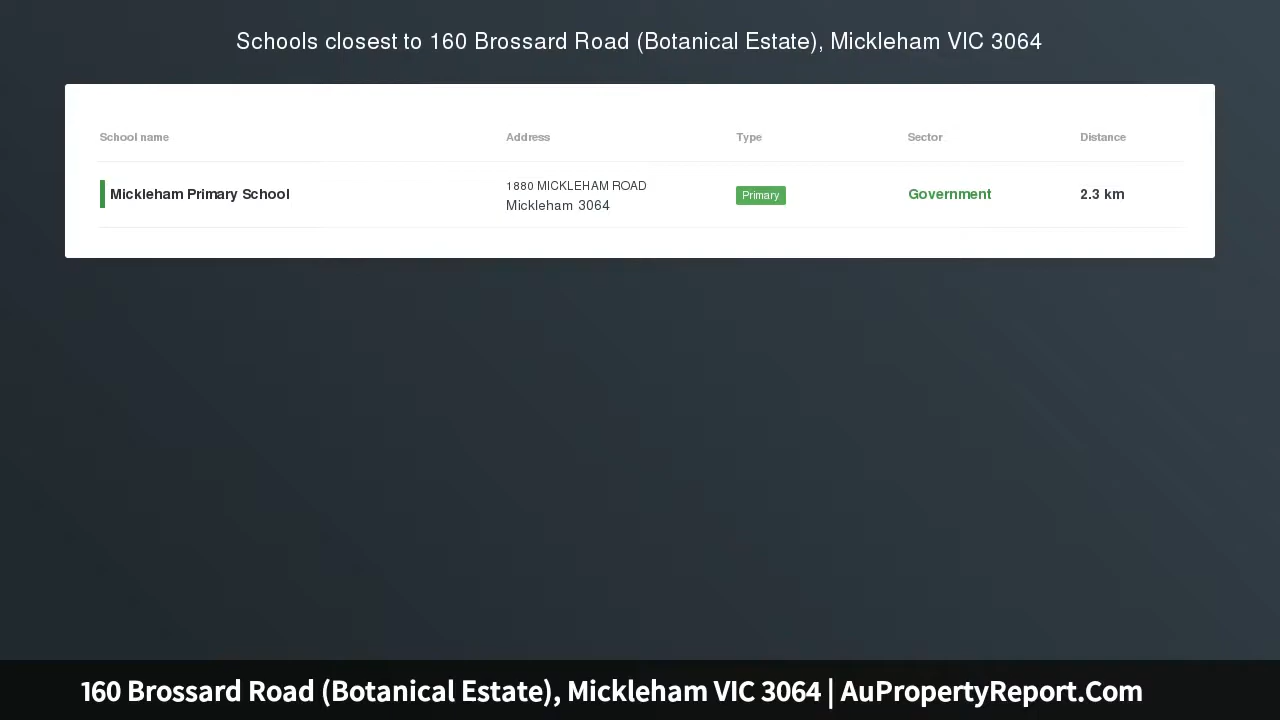 Schools closest to 160 Brossard Road (Botanical Estate), Mickleham VIC 3064
School name Address Type Sector Distance
Mickleham Primary School 1880 MICKLEHAM ROAD Primary Government 2.3 km
Mickleham 3064
160 Brossard Road (Botanical Estate), Mickleham VIC 3064 | AuPropertyReport.Com